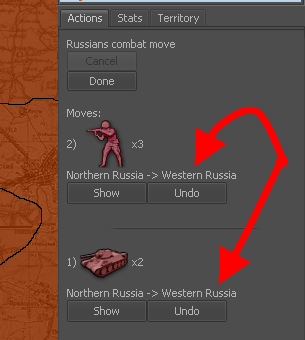 Actions Stats Territory
Russians combat move
Cancel
Done
Moves:
2) x3
Northern Russia -> Western Russia
Show Undo
1) x2
Northern Russia -> Western Russia
Show Undo